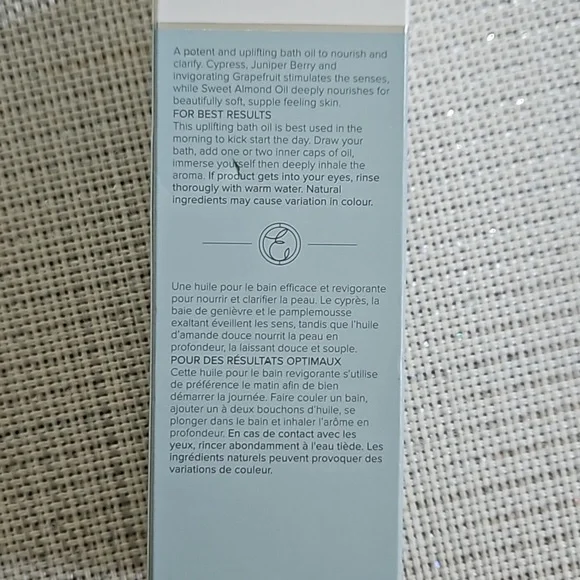 A potent and uplifting bath oil to nourish and
clarify. Cypress, Juniper Berry and
invigorating Grapefruit stimulates the senses,
while Sweet Almond Oil deeply nourishes for
beautifully soft, supple feeling skin.
FOR BEST RESULTS
This uplifting bath oil is best used in the
morning to kick start the day. Draw your
bath, add one or two inner caps of oil,
immerse yourself then deeply inhale the
aroma. If product gets into your eyes, rinse
thorougly with warm water. Natural
ingredients may cause variation in colour.
E
Une huile pour le bain efficace et revigorante
pour nourrir et clarifier la peau. Le cyprès, la
baie de genièvre et le pamplemousse
exaltant éveillent les sens, tandis que l'huile
d'amande douce nourrit la peau en
profondeur, la laissant douce et souple.
POUR DES RÉSULTATS OPTIMAUX
Cette huile pour le bain revigorante s'utilise
de préférence le matin afin de bien
démarrer la journée. Faire couler un bain,
ajouter un à deux bouchons d'huile, se
plonger dans le bain et inhaler l'arôme en
profondeur. En cas de contact avec les
yeux, rincer abondamment à l'eau tiède. Les
ingrédients naturels peuvent provoquer des
variations de couleur.